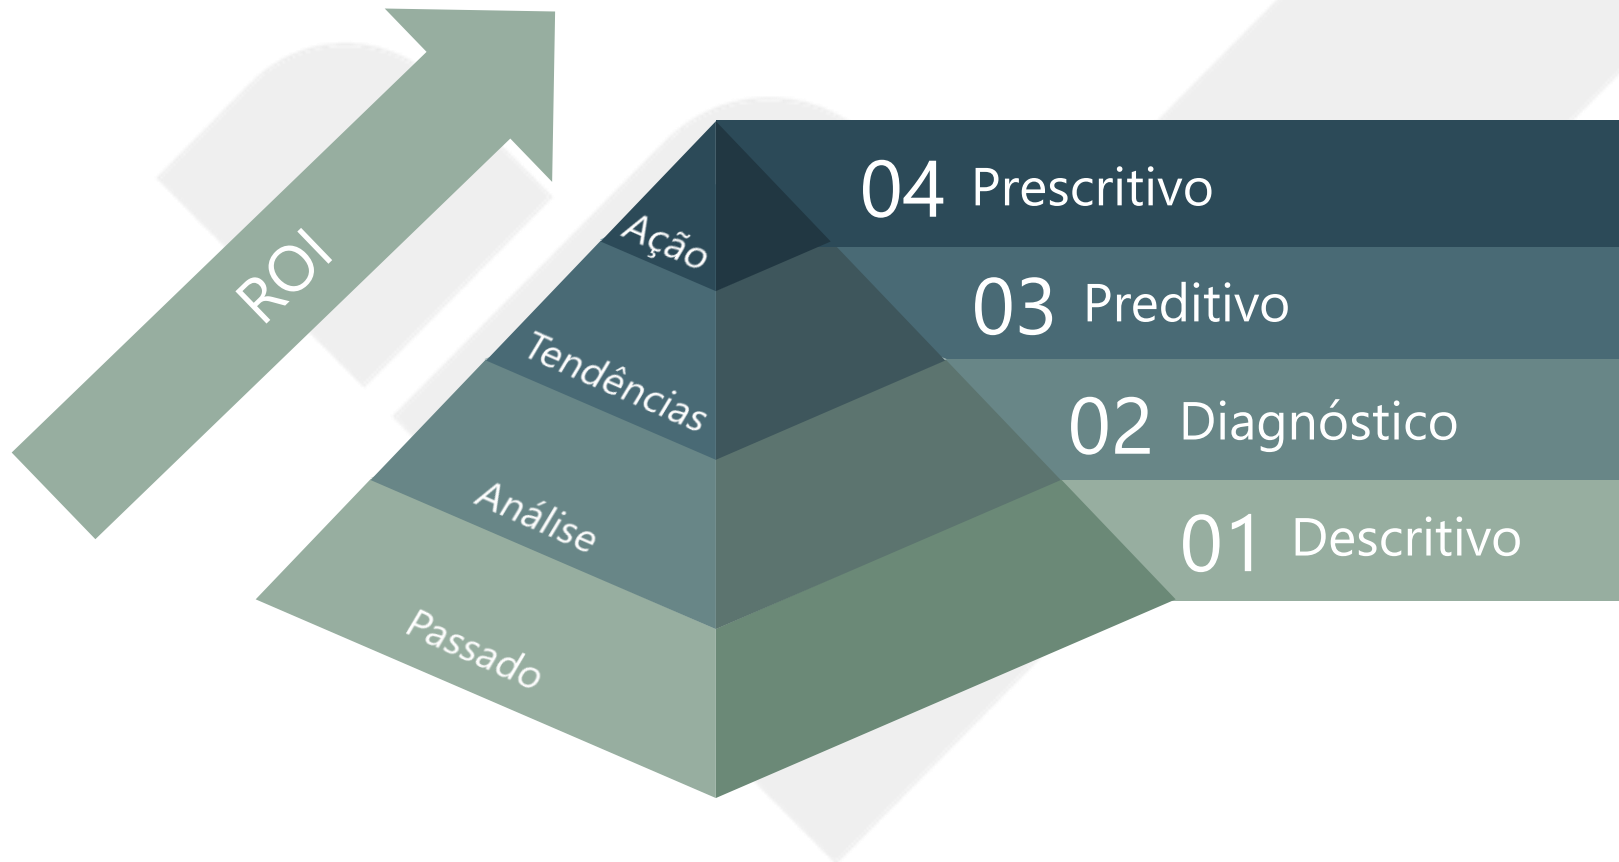 ROI
Ação
Tendências
Análise
Passado
04 Prescritivo
03 Preditivo
02 Diagnóstico
01 Descritivo